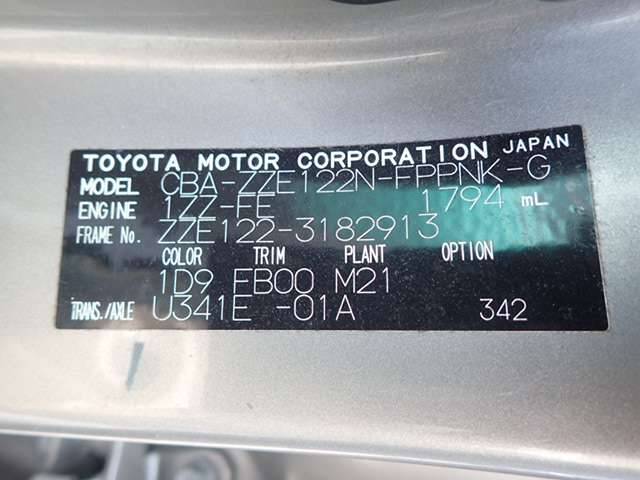 TOYOTA MOTOR CORPORATION JAPAN
MODEL CBA-ZZE122N-FPPNK-G
ENGINE 1ZZ-FE 1794 mL
FRAME No. ZZE122-3182913
COLOR TRIM PLANT OPTION
1D9 FB00 M21
TRANS./AXLE U341E -01A 342